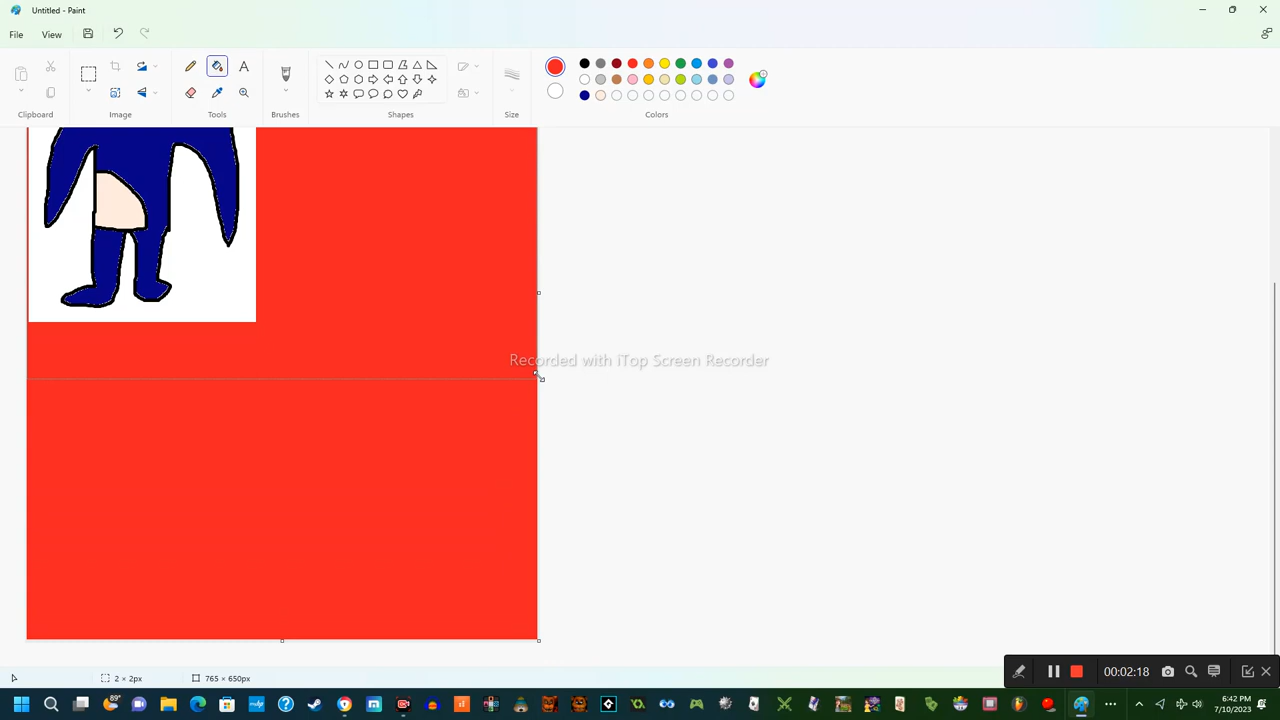 Untitled - Paint
File View
Clipboard Image Tools Brushes Shapes Size Colors
Recorded with iTop Screen Recorder
2 × 2px 765 × 650px
00:02:18
89°
6:42 PM
7/10/2023